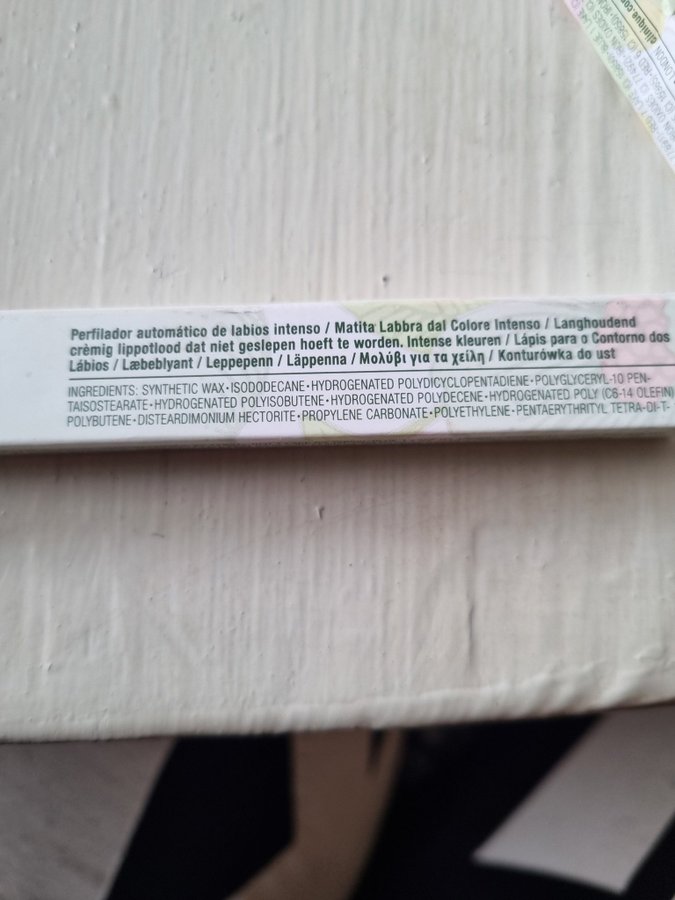 clinique.com
LONDON
Perfilador automático de labios intenso / Matita Labbra dal Colore Intenso / Langhoudend
crèmig lippotlood dat niet geslepen hoeft te worden. Intense kleuren / Lápis para o Contorno dos
Lábios / Læbeblyant / Leppepenn / Läppenna / Μολύβι για τα χείλη / Konturówka do ust
INGREDIENTS: SYNTHETIC WAX•ISODODECANE•HYDROGENATED POLYDICYCLOPENTADIENE•POLYGLYCERYL-10 PEN-
TAISOSTEARATE•HYDROGENATED POLYISOBUTENE•HYDROGENATED POLYDECENE•HYDROGENATED POLY (C6-14 OLEFIN)
POLYBUTENE•DISTEARDIMONIUM HECTORITE•PROPYLENE CARBONATE•POLYETHYLENE•PENTAERYTHRITYL TETRA-DI-T-